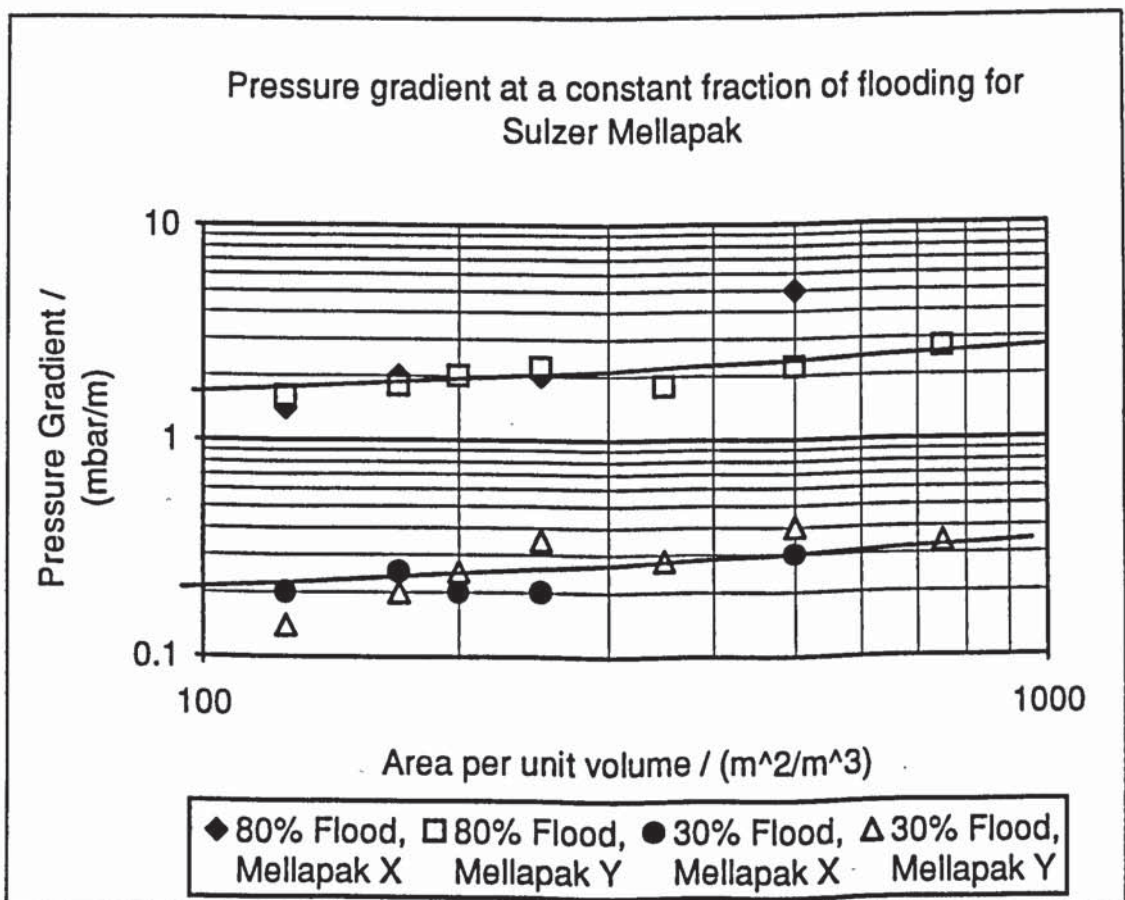 Pressure gradient at a constant fraction of flooding for
Sulzer Mellapak
10
1
0.1
Pressure Gradient /
(mbar/m)
100
1000
Area per unit volume / (m^2/m^3)
80% Flood,
Mellapak X
80% Flood,
Mellapak Y
30% Flood,
Mellapak X
30% Flood,
Mellapak Y